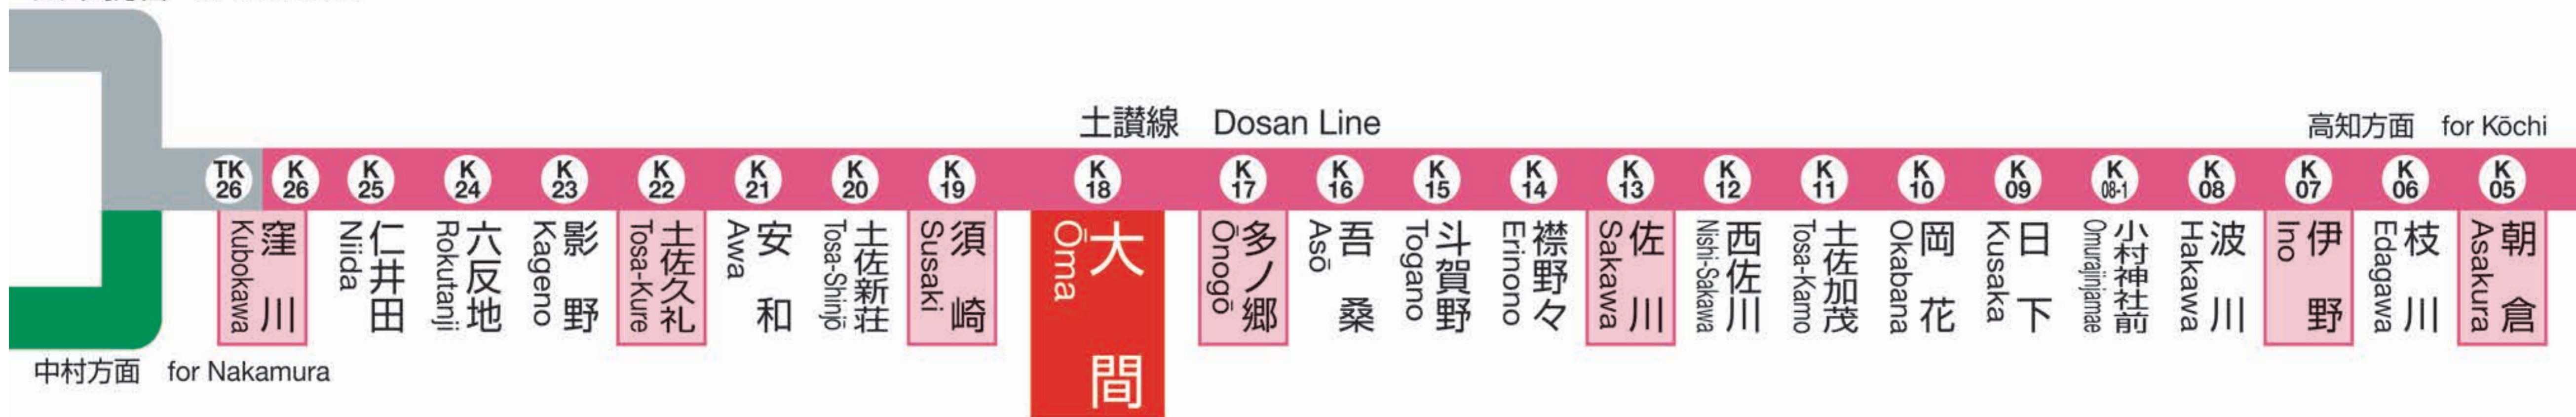 土讃線 Dosan Line
高知方面 for Kōchi
TK 26
K 26
窪川
Kubokawa
K 25
仁井田
Niida
K 24
六反地
Rokutanji
K 23
影野
Kageno
K 22
土佐久礼
Tosa-Kure
K 21
安和
Awa
K 20
土佐新荘
Tosa-Shinjō
K 19
須崎
Susaki
K 18
大間
Ōma
K 17
多ノ郷
Ōnogō
K 16
吾桑
Asō
K 15
斗賀野
Togano
K 14
襟野々
Erinono
K 13
佐川
Sakawa
K 12
西佐川
Nishi-Sakawa
K 11
土佐加茂
Tosa-Kamo
K 10
岡花
Okabana
K 09
日下
Kusaka
K 08-1
小村神社前
Omurajinjamae
K 08
波川
Hakawa
K 07
伊野
Ino
K 06
枝川
Edagawa
K 05
朝倉
Asakura
中村方面 for Nakamura